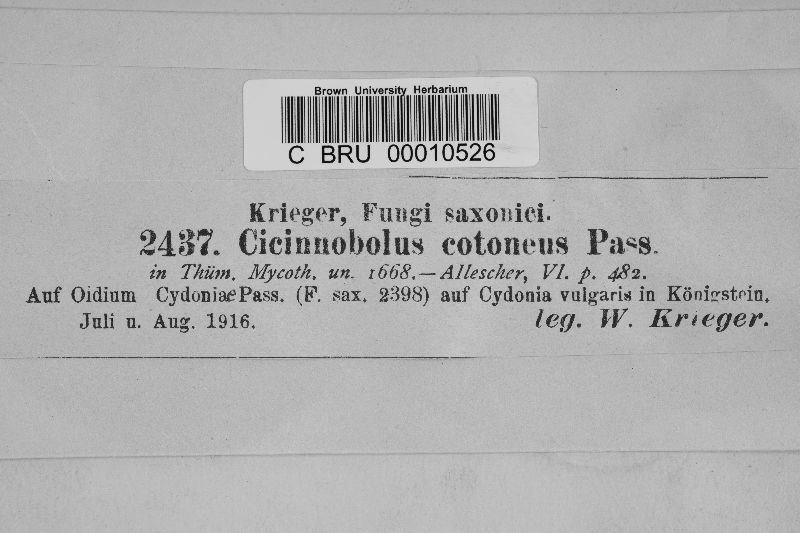 Brown University Herbarium
C BRU 00010526
Krieger, Fungi saxonici.
2437. Cicinnobolus cotoneus Pass.
in Thüm. Mycoth. un. 1668.—Allescher, VI. p. 482.
Auf Oidium Cydoniae Pass. (F. sax. 2398) auf Cydonia vulgaris in Königstein,
Juli u. Aug. 1916. leg. W. Krieger.